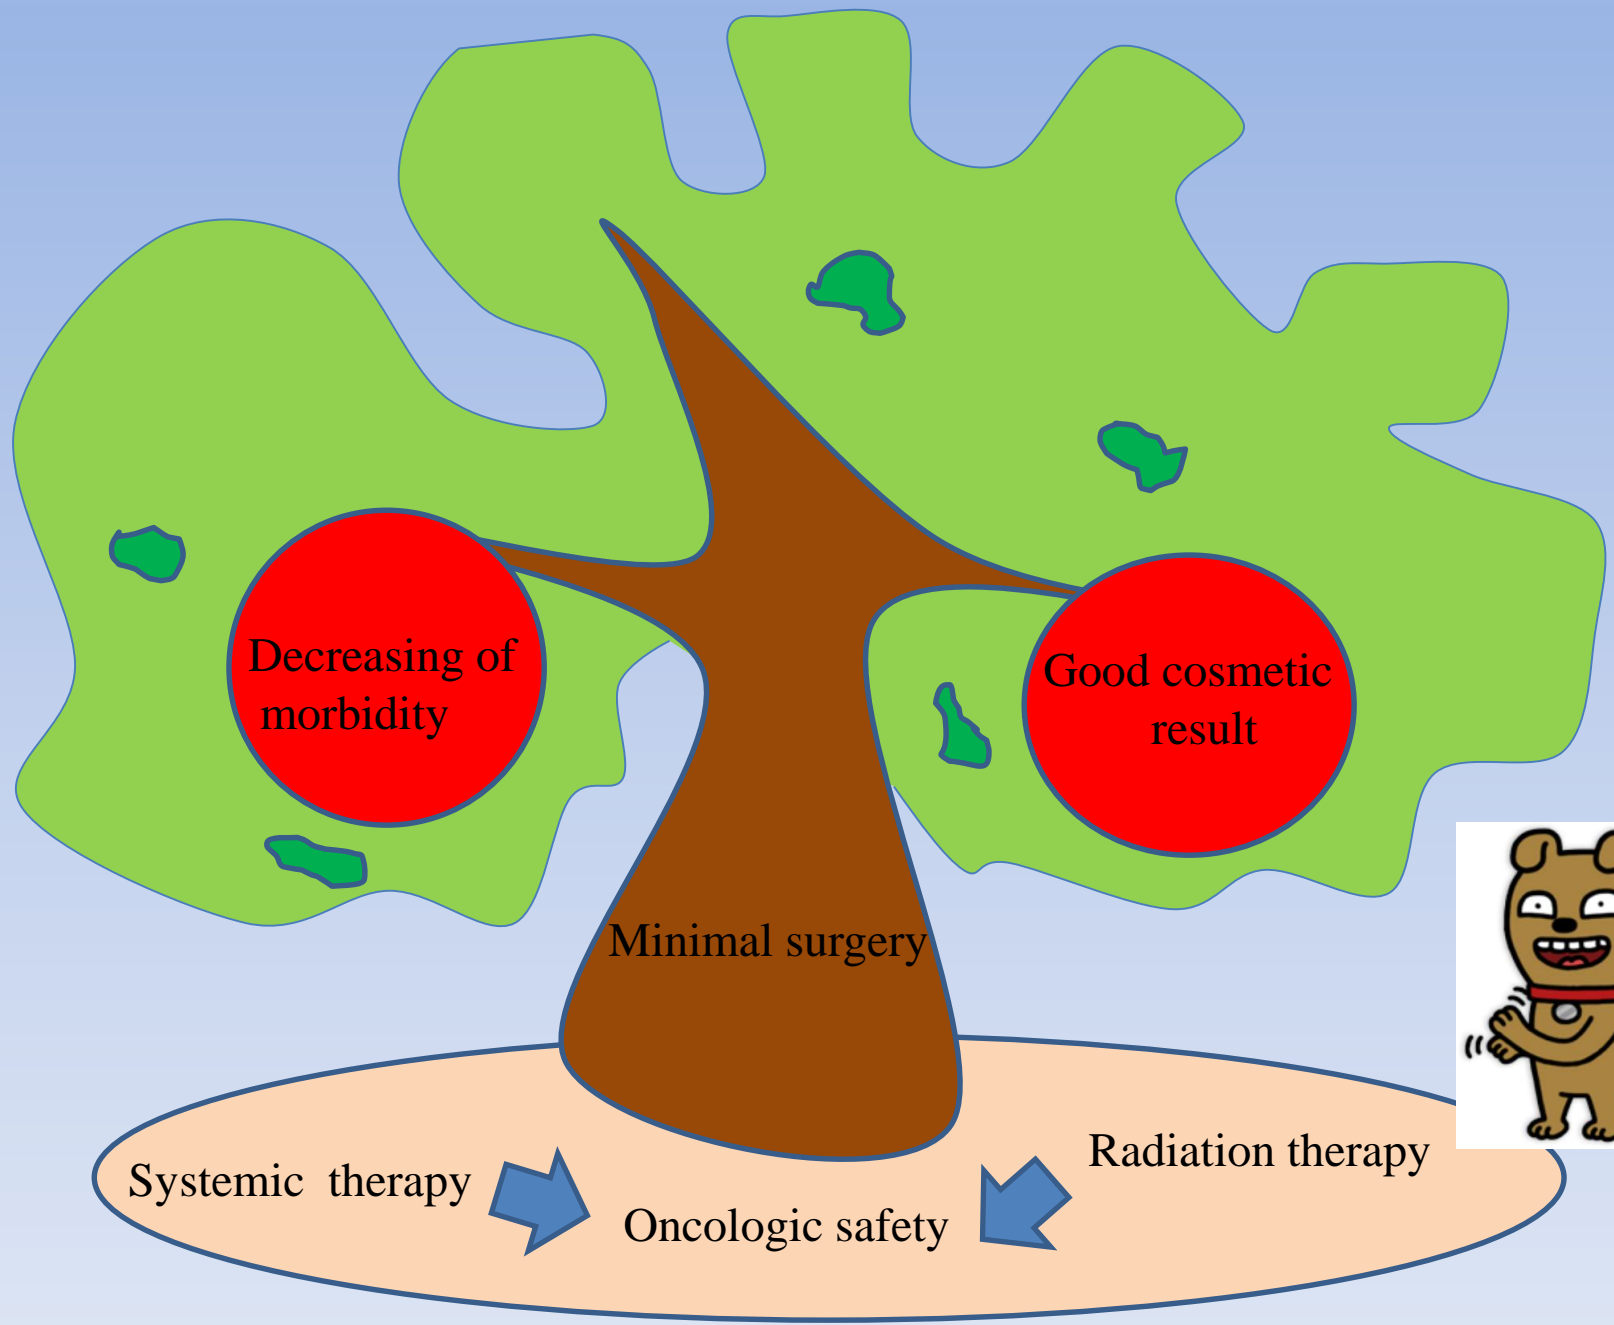 Decreasing of
morbidity
Good cosmetic
result
Minimal surgery
Systemic therapy
Radiation therapy
Oncologic safety